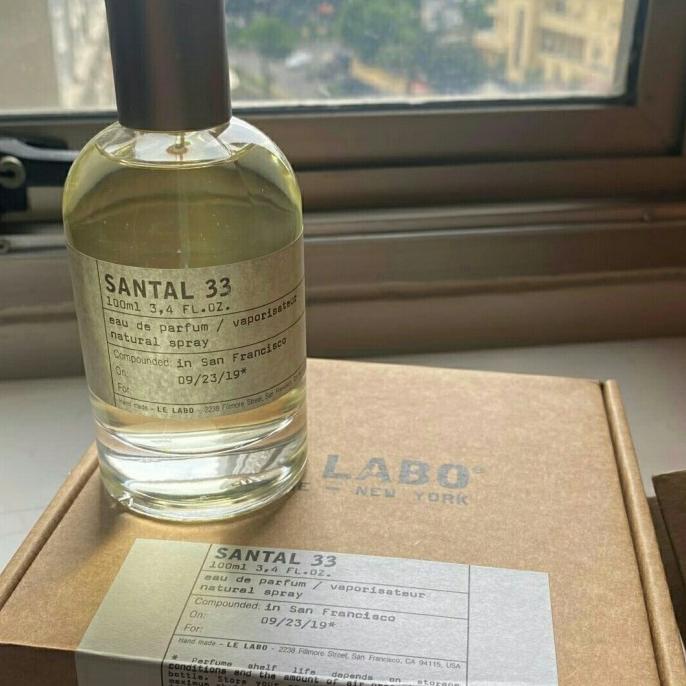 SANTAL 33
100ml 3,4 FL.OZ.
eau de parfum / vaporisateur
natural spray
Compounded: in San Francisco
On: 09/23/19*
For:
Hand made - LE LABO - 2238 Fillmore Street, San
LABO
E — NEW YORK
SANTAL 33
100ml 3,4 FL.OZ.
eau de parfum / vaporisateur
natural spray
Compounded: in San Francisco
On: 09/23/19*
For:
Hand made - LE LABO - 2238 Fillmore Street, San Francisco, CA 94115, USA
* Perfume shelf life depends on storage
conditions and the amount of air
bottle. Store your